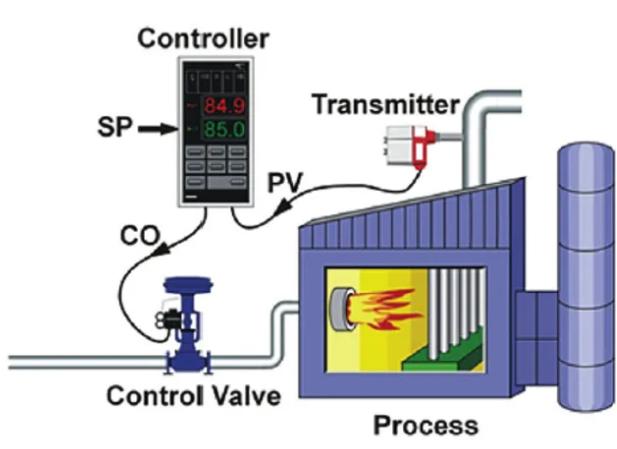 Controller
84.9
Transmitter
SP
85.0
PV
CO
Control Valve
Process